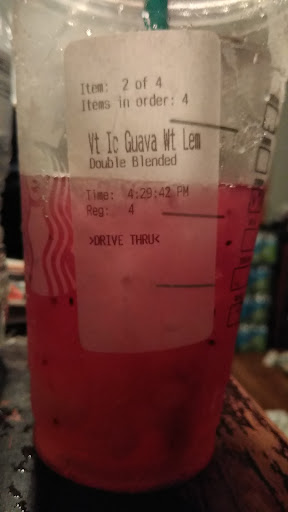 Item: 2 of 4
Items in order: 4
Vt Ic Guava Wt Lem
Double Blended
Time: 4:29:42 PM
Reg: 4
>DRIVE THRU<